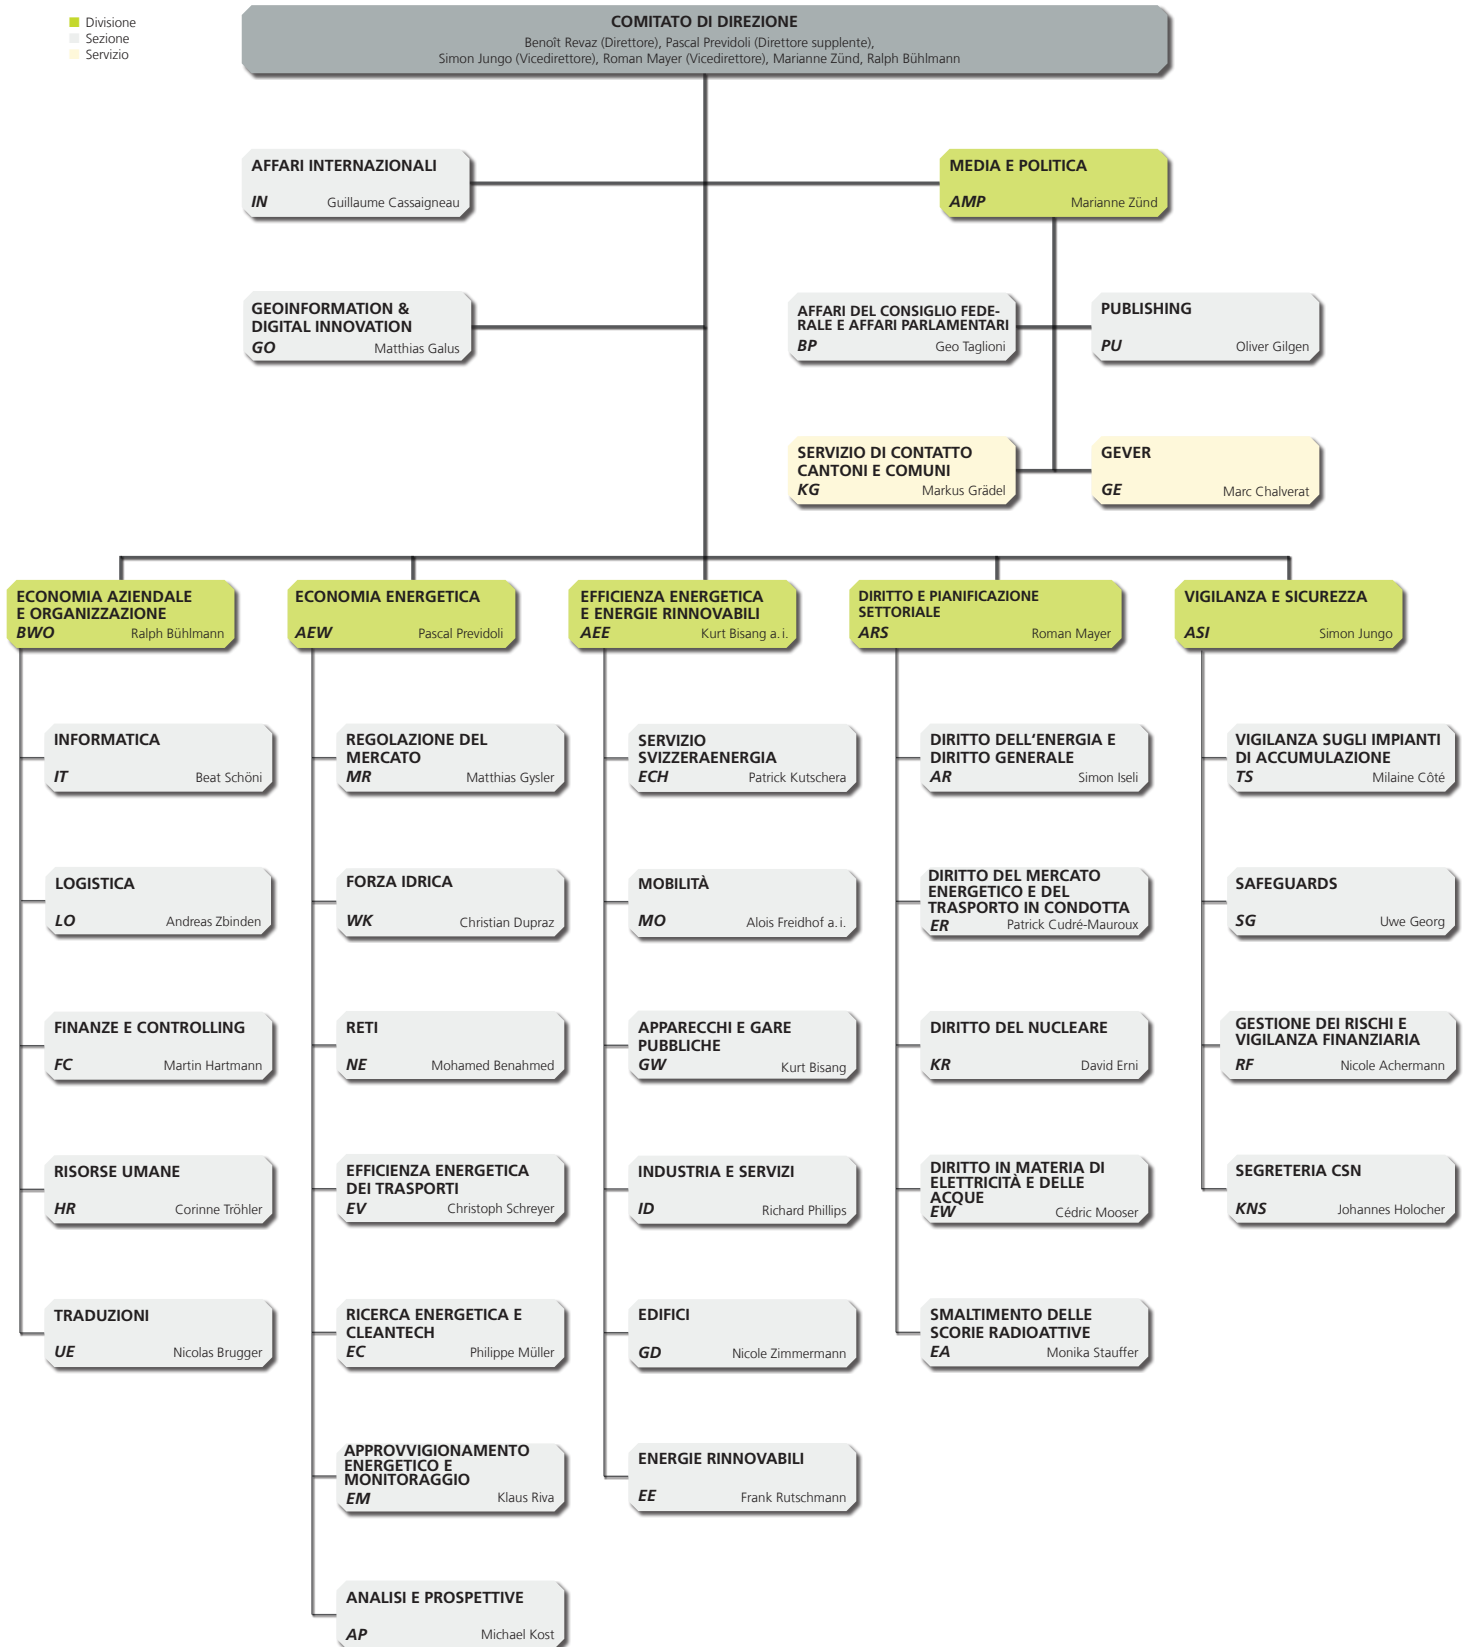 Divisione
Sezione
Servizio
COMITATO DI DIREZIONE
Benoît Revaz (Direttore), Pascal Previdoli (Direttore supplente),
Simon Jungo (Vicedirettore), Roman Mayer (Vicedirettore), Marianne Zünd, Ralph Bühlmann
AFFARI INTERNAZIONALI
IN Guillaume Cassaigneau
MEDIA E POLITICA
AMP Marianne Zünd
GEOINFORMATION &
DIGITAL INNOVATION
GO Matthias Galus
AFFARI DEL CONSIGLIO FEDE-
RALE E AFFARI PARLAMENTARI
BP Geo Taglioni
PUBLISHING
PU Oliver Gilgen
SERVIZIO DI CONTATTO
CANTONI E COMUNI
KG Markus Grädel
GEVER
GE Marc Chalverat
ECONOMIA AZIENDALE
E ORGANIZZAZIONE
BWO Ralph Bühlmann
INFORMATICA
IT Beat Schöni
LOGISTICA
LO Andreas Zbinden
FINANZE E CONTROLLING
FC Martin Hartmann
RISORSE UMANE
HR Corinne Tröhler
TRADUZIONI
UE Nicolas Brugger
ECONOMIA ENERGETICA
AEW Pascal Previdoli
REGOLAZIONE DEL
MERCATO
MR Matthias Gysler
FORZA IDRICA
WK Christian Dupraz
RETI
NE Mohamed Benahmed
EFFICIENZA ENERGETICA
DEI TRASPORTI
EV Christoph Schreyer
RICERCA ENERGETICA E
CLEANTECH
EC Philippe Müller
APPROVVIGIONAMENTO
ENERGETICO E
MONITORAGGIO
EM Klaus Riva
ANALISI E PROSPETTIVE
AP Michael Kost
EFFICIENZA ENERGETICA
E ENERGIE RINNOVABILI
AEE Kurt Bisang a. i.
SERVIZIO
SVIZZERAENERGIA
ECH Patrick Kutschera
MOBILITÀ
MO Alois Freidhof a. i.
APPARECCHI E GARE
PUBBLICHE
GW Kurt Bisang
INDUSTRIA E SERVIZI
ID Richard Phillips
EDIFICI
GD Nicole Zimmermann
ENERGIE RINNOVABILI
EE Frank Rutschmann
DIRITTO E PIANIFICAZIONE
SETTORIALE
ARS Roman Mayer
DIRITTO DELL'ENERGIA E
DIRITTO GENERALE
AR Simon Iseli
DIRITTO DEL MERCATO
ENERGETICO E DEL
TRASPORTO IN CONDOTTA
ER Patrick Cudré-Mauroux
DIRITTO DEL NUCLEARE
KR David Erni
DIRITTO IN MATERIA DI
ELETTRICITÀ E DELLE
ACQUE
EW Cédric Mooser
SMALTIMENTO DELLE
SCORIE RADIOATTIVE
EA Monika Stauffer
VIGILANZA E SICUREZZA
ASI Simon Jungo
VIGILANZA SUGLI IMPIANTI
DI ACCUMULAZIONE
TS Milaine Côté
SAFEGUARDS
SG Uwe Georg
GESTIONE DEI RISCHI E
VIGILANZA FINANZIARIA
RF Nicole Achermann
SEGRETERIA CSN
KNS Johannes Holocher